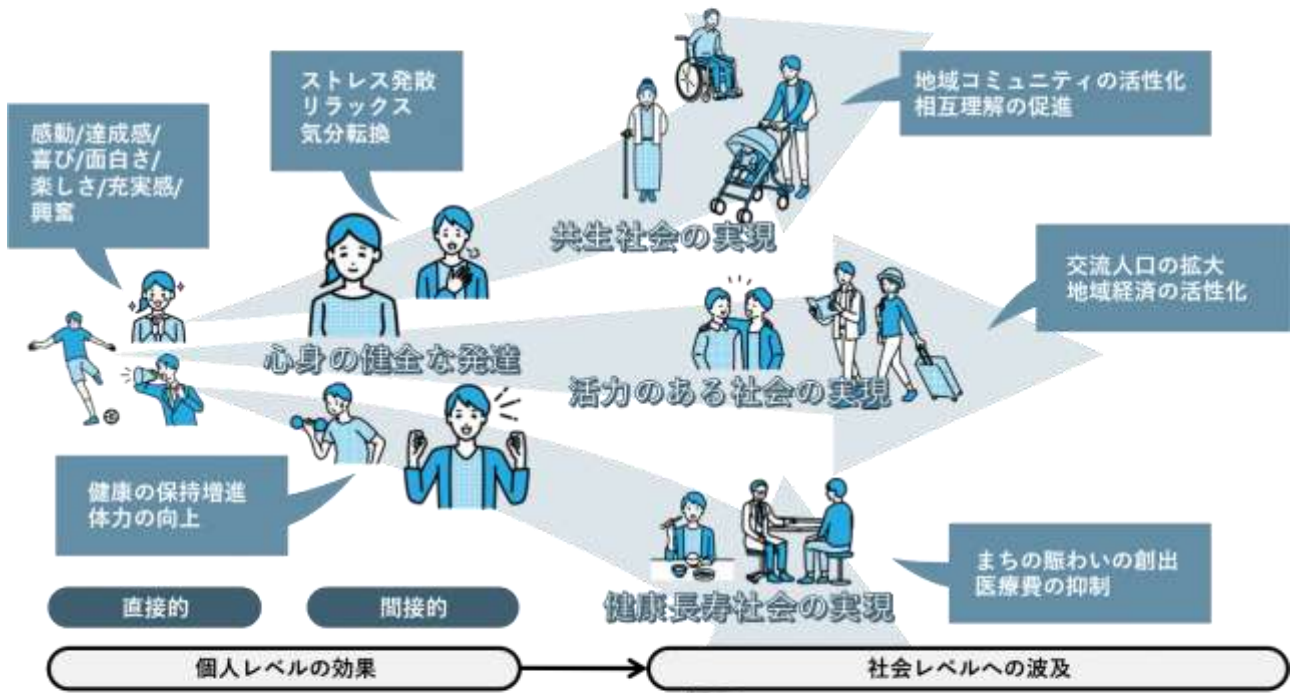 感動/達成感/
喜び/面白さ/
楽しさ/充実感/
興奮
ストレス発散
リラックス
気分転換
地域コミュニティの活性化
相互理解の促進
共生社会の実現
交流人口の拡大
地域経済の活性化
心身の健全な発達
活力のある社会の実現
健康の保持増進
体力の向上
まちの賑わいの創出
医療費の抑制
健康長寿社会の実現
直接的
間接的
個人レベルの効果
社会レベルへの波及